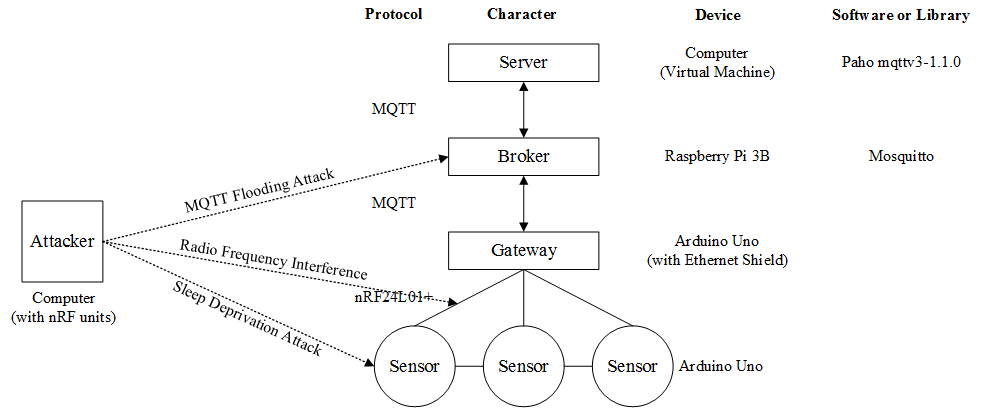 Protocol Character Device Software or Library
Server
Computer
(Virtual Machine)
Paho mqttv3-1.1.0
MQTT
Broker
Raspberry Pi 3B
Mosquitto
MQTT Flooding Attack
MQTT
Attacker
Computer
(with nRF units)
Radio Frequency Interference
Gateway
Arduino Uno
(with Ethernet Shield)
Sleep Deprivation Attack
nRF24L01+
Sensor Sensor Sensor
Arduino Uno